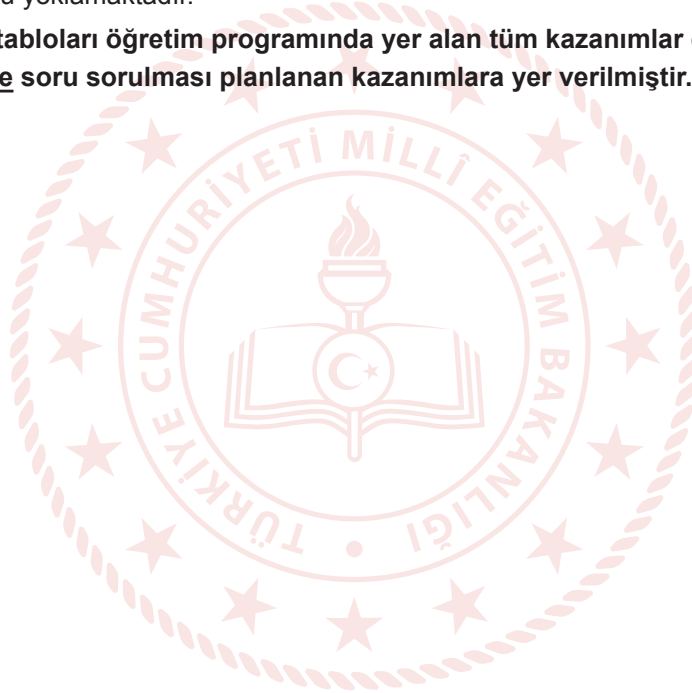 yoklamaktadır.
tabloları öğretim programında yer alan tüm kazanımlar
soru sorulması planlanan kazanımlara yer verilmiştir.
TÜRKİYE CUMHURİYETİ MİLLÎ EĞİTİM BAKANLIĞI